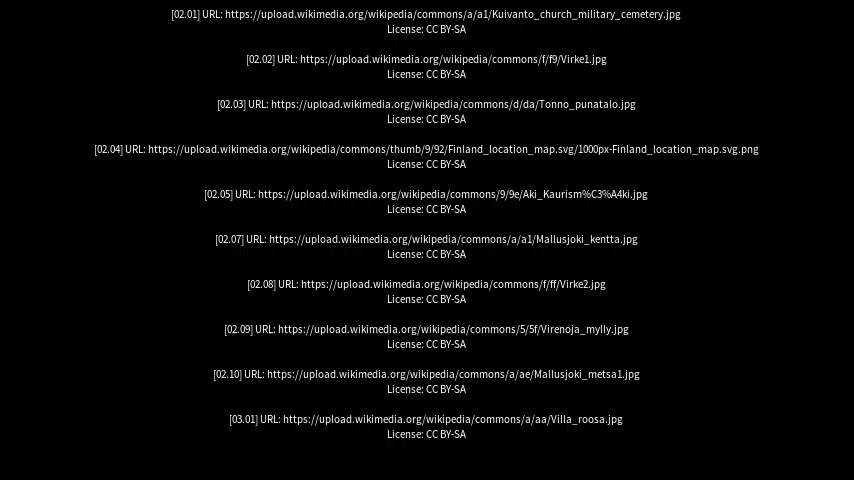 [02.01] URL: https://upload.wikimedia.org/wikipedia/commons/a/a1/Kuivanto_church_military_cemetery.jpg
License: CC BY-SA
[02.02] URL: https://upload.wikimedia.org/wikipedia/commons/f/f9/Virke1.jpg
License: CC BY-SA
[02.03] URL: https://upload.wikimedia.org/wikipedia/commons/d/da/Tonno_punatalo.jpg
License: CC BY-SA
[02.04] URL: https://upload.wikimedia.org/wikipedia/commons/thumb/9/92/Finland_location_map.svg/1000px-Finland_location_map.svg.png
License: CC BY-SA
[02.05] URL: https://upload.wikimedia.org/wikipedia/commons/9/9e/Aki_Kaurism%C3%A4ki.jpg
License: CC BY-SA
[02.07] URL: https://upload.wikimedia.org/wikipedia/commons/a/a1/Mallusjoki_kentta.jpg
License: CC BY-SA
[02.08] URL: https://upload.wikimedia.org/wikipedia/commons/f/ff/Virke2.jpg
License: CC BY-SA
[02.09] URL: https://upload.wikimedia.org/wikipedia/commons/5/5f/Virenoja_mylly.jpg
License: CC BY-SA
[02.10] URL: https://upload.wikimedia.org/wikipedia/commons/a/ae/Mallusjoki_metsa1.jpg
License: CC BY-SA
[03.01] URL: https://upload.wikimedia.org/wikipedia/commons/a/aa/Villa_roosa.jpg
License: CC BY-SA